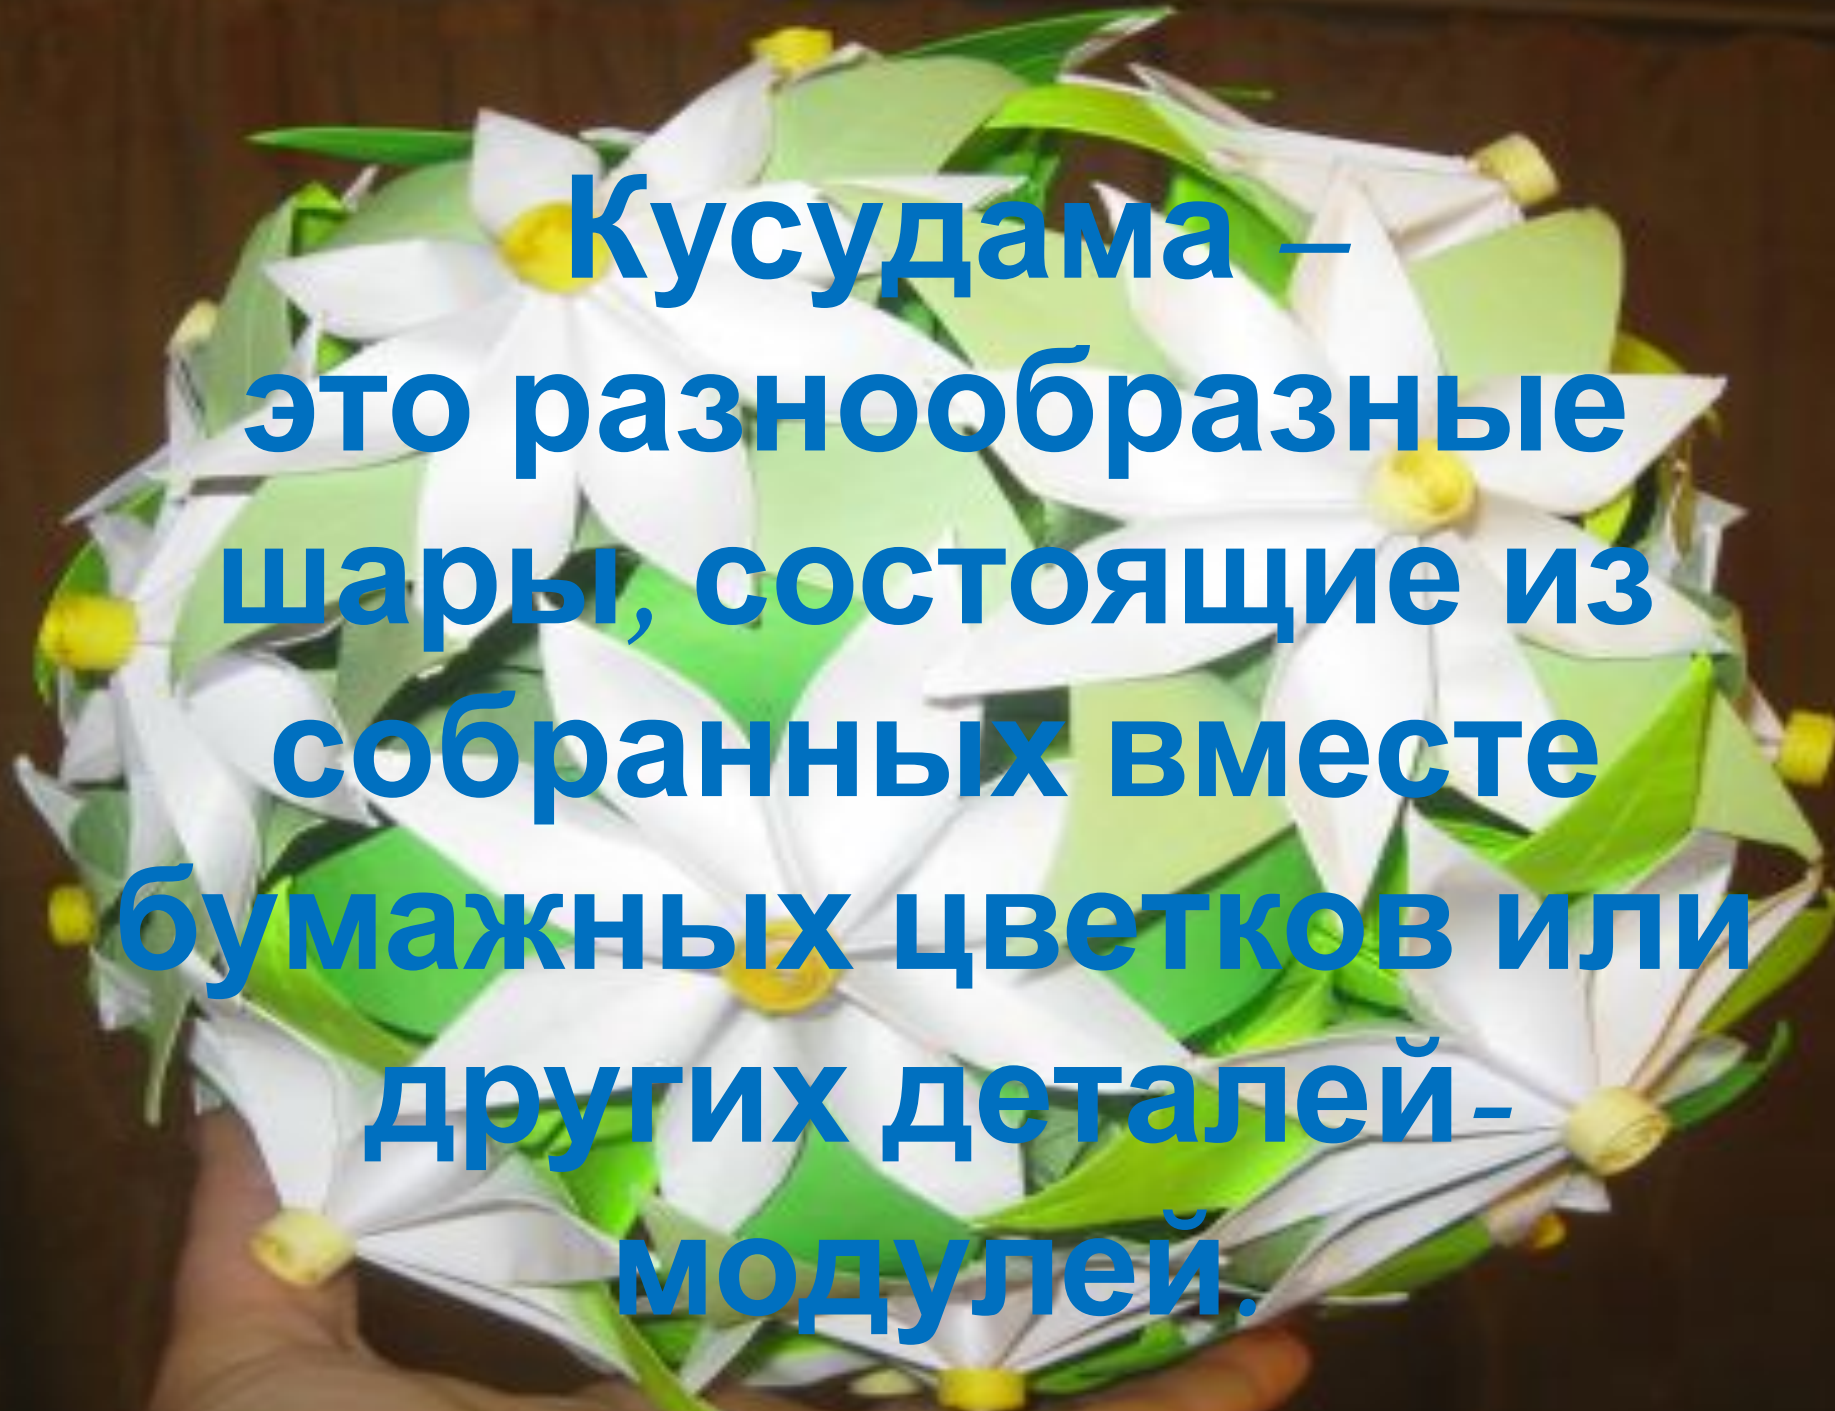 Кусудама –
это разнообразные
шары, состоящие из
собранных вместе
бумажных цветков или
других деталей-
модулей.